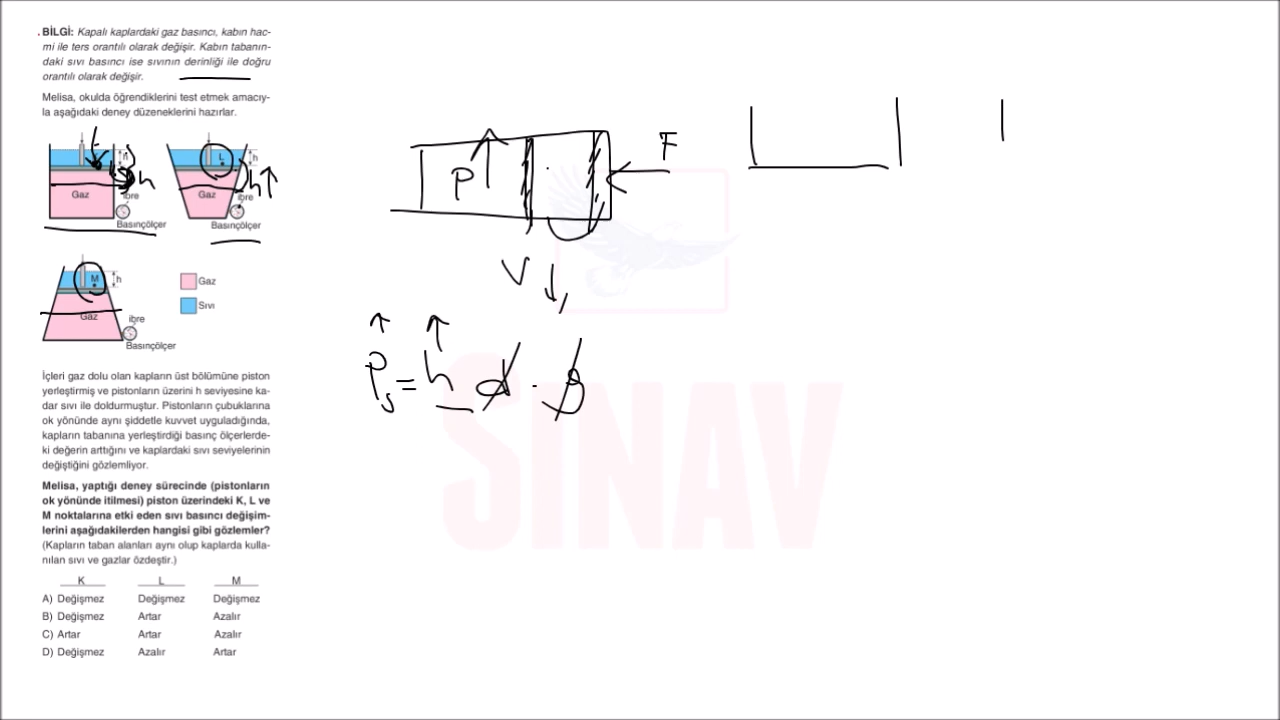 . BİLGİ: Kapalı kaplardaki gaz basıncı, kabın hac-
mi ile ters orantılı olarak değişir. Kabın tabanın-
daki sıvı basıncı ise sıvının derinliği ile doğru
orantılı olarak değişir.
Melisa, okulda öğrendiklerini test etmek amacıy-
la aşağıdaki deney düzeneklerini hazırlar.
h
L
h
h
h↑
Gaz
ibre
Basınçölçer
Gaz
ibre
Basınçölçer
M
h
Gaz
ibre
Basınçölçer
Gaz
Sıvı
P
F
V ↓
Ps = h d . g
SINAV
İçleri gaz dolu olan kapların üst bölümüne piston
yerleştirmiş ve pistonların üzerini h seviyesine ka-
dar sıvı ile doldurmuştur. Pistonların çubuklarına
ok yönünde aynı şiddetle kuvvet uyguladığında,
kapların tabanına yerleştirdiği basınç ölçerlerde-
ki değerin arttığını ve kaplardaki sıvı seviyelerinin
değiştiğini gözlemliyor.
Melisa, yaptığı deney sürecinde (pistonların
ok yönünde itilmesi) piston üzerindeki K, L ve
M noktalarına etki eden sıvı basıncı değişim-
lerini aşağıdakilerden hangisi gibi gözlemler?
(Kapların taban alanları aynı olup kaplarda kulla-
nılan sıvı ve gazlar özdeştir.)
K L M
A) Değişmez Değişmez Değişmez
B) Değişmez Artar Azalır
C) Artar Artar Azalır
D) Değişmez Azalır Artar